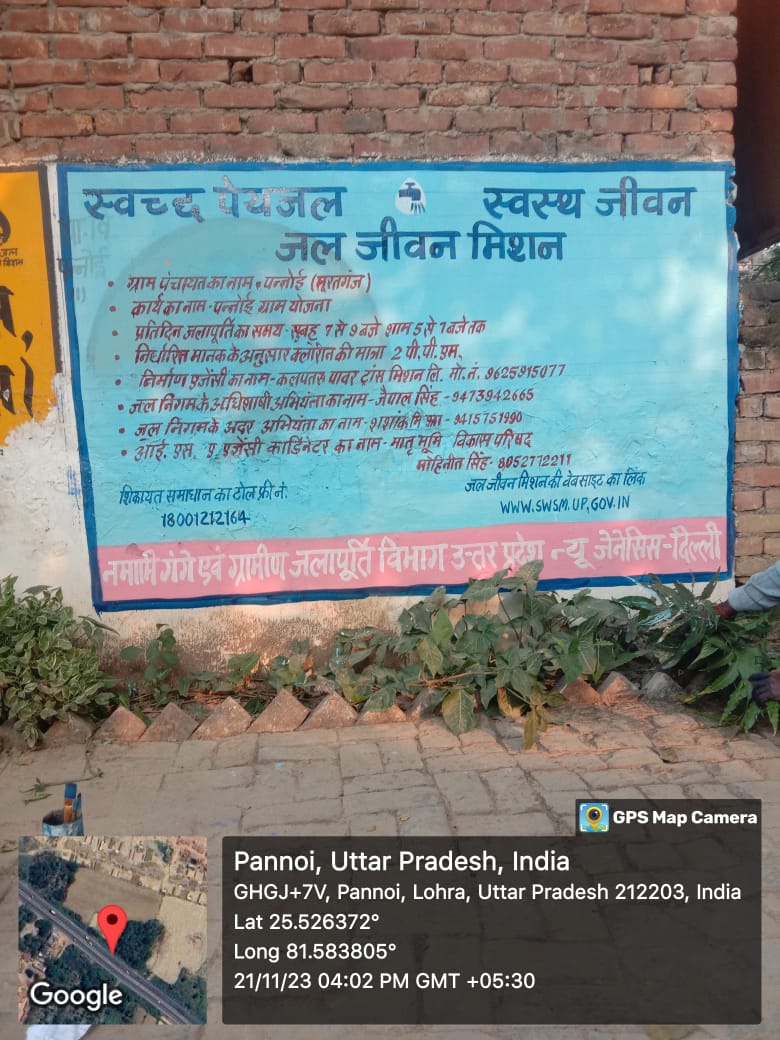 स्वच्छ पेयजल स्वस्थ जीवन
जल जीवन मिशन
• ग्राम पंचायत का नाम - पन्नोई (मूरतगंज)
• कार्य का नाम - पन्नोई ग्राम योजना
• प्रतिदिन जलापूर्ति का समय - सुबह 7 से 9 बजे शाम 5 से 7 बजे तक
• निर्धारित मानक के अनुसार क्लोरीन की मात्रा 2 पी.पी.एम.
• निर्माण एजेंसी का नाम - कलपतरु पावर ट्रांस मिशन लि. मो. नं. 9625915077
• जल निगम के अधिशाषी अभियंता का नाम - नैपाल सिंह - 9473942665
• जल निगम के अवर अभियंता का नाम - शशांक मिश्रा - 9415751990
• आई. एस. ए. एजेंसी कार्डिनेटर का नाम - मातृ भूमि विकास परिषद
मोहिनीत सिंह - 8052772211
शिकायत समाधान का टोल फ्री नं.
18001212164
जल जीवन मिशन की वेबसाइट का लिंक
WWW.SWSM.UP.GOV.IN
नमामि गंगे एवं ग्रामीण जलापूर्ति विभाग उत्तर प्रदेश न्यू जेनेसिस - दिल्ली
GPS Map Camera
Pannoi, Uttar Pradesh, India
GHGJ+7V, Pannoi, Lohra, Uttar Pradesh 212203, India
Lat 25.526372°
Long 81.583805°
21/11/23 04:02 PM GMT +05:30
Google